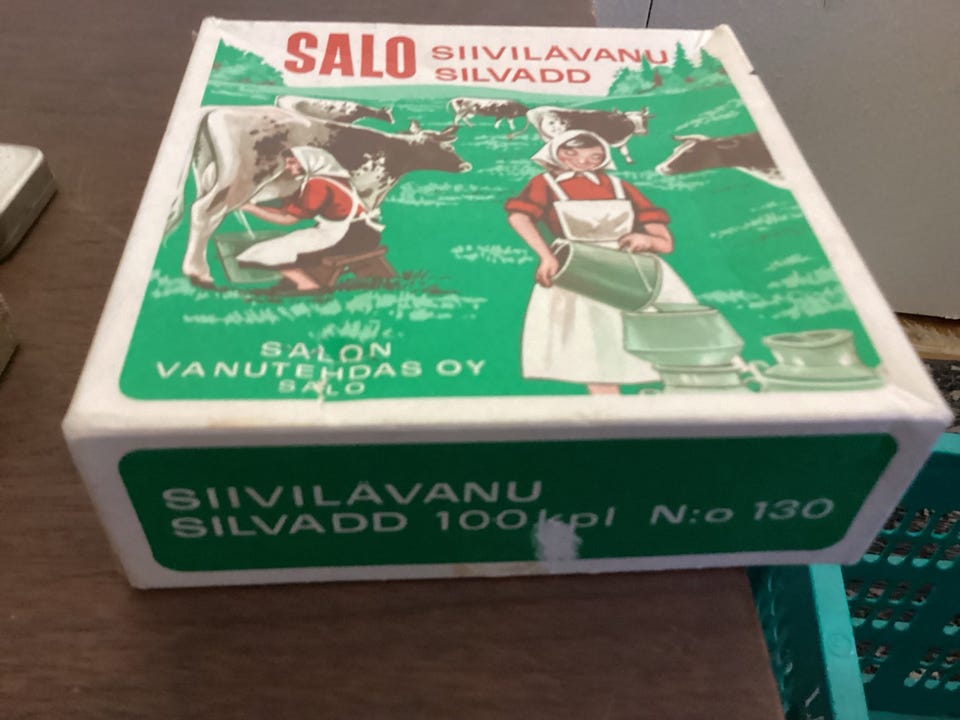 SALO SIIVILÄVANU
SILVADD
SALON
VANUTEHDAS OY
SALO
SIIVILÄVANU
SILVADD 100 kpl N:o 130